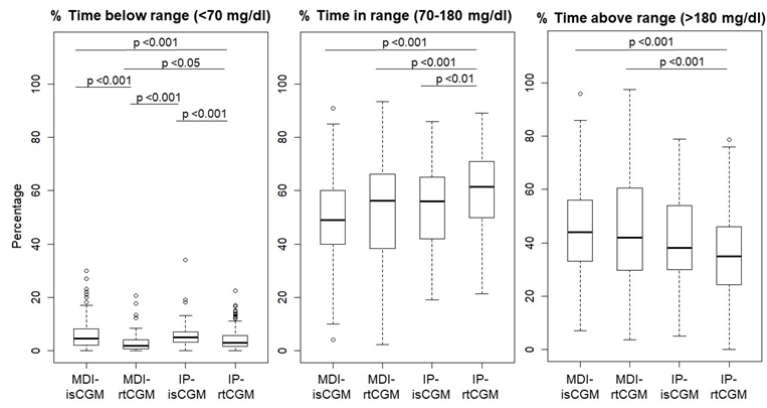 % Time below range (<70 mg/dl)
p <0.001
p <0.05
p <0.001
p <0.001
p <0.001
Percentage
100
80
60
40
20
0
MDI-
isCGM
MDI-
rtCGM
IP-
isCGM
IP-
rtCGM
% Time in range (70-180 mg/dl)
p <0.001
p <0.001
p <0.01
100
80
60
40
20
0
MDI-
isCGM
MDI-
rtCGM
IP-
isCGM
IP-
rtCGM
% Time above range (>180 mg/dl)
p <0.001
p <0.001
100
80
60
40
20
0
MDI-
isCGM
MDI-
rtCGM
IP-
isCGM
IP-
rtCGM